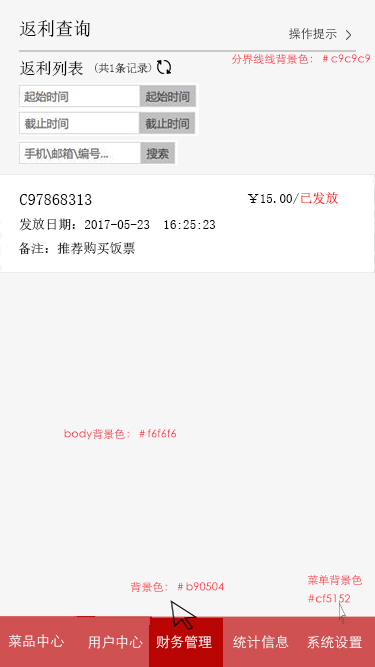 返利查询
操作提示 >
分界线线背景色：#c9c9c9
返利列表 (共1条记录)
起始时间 起始时间
截止时间 截止时间
手机\邮箱\编号... 搜索
C97868313 ￥15.00/已发放
发放日期：2017-05-23 16:25:23
备注：推荐购买饭票
body背景色：#f6f6f6
背景色：#b90504
菜单背景色
#cf5152
菜品中心 用户中心 财务管理 统计信息 系统设置